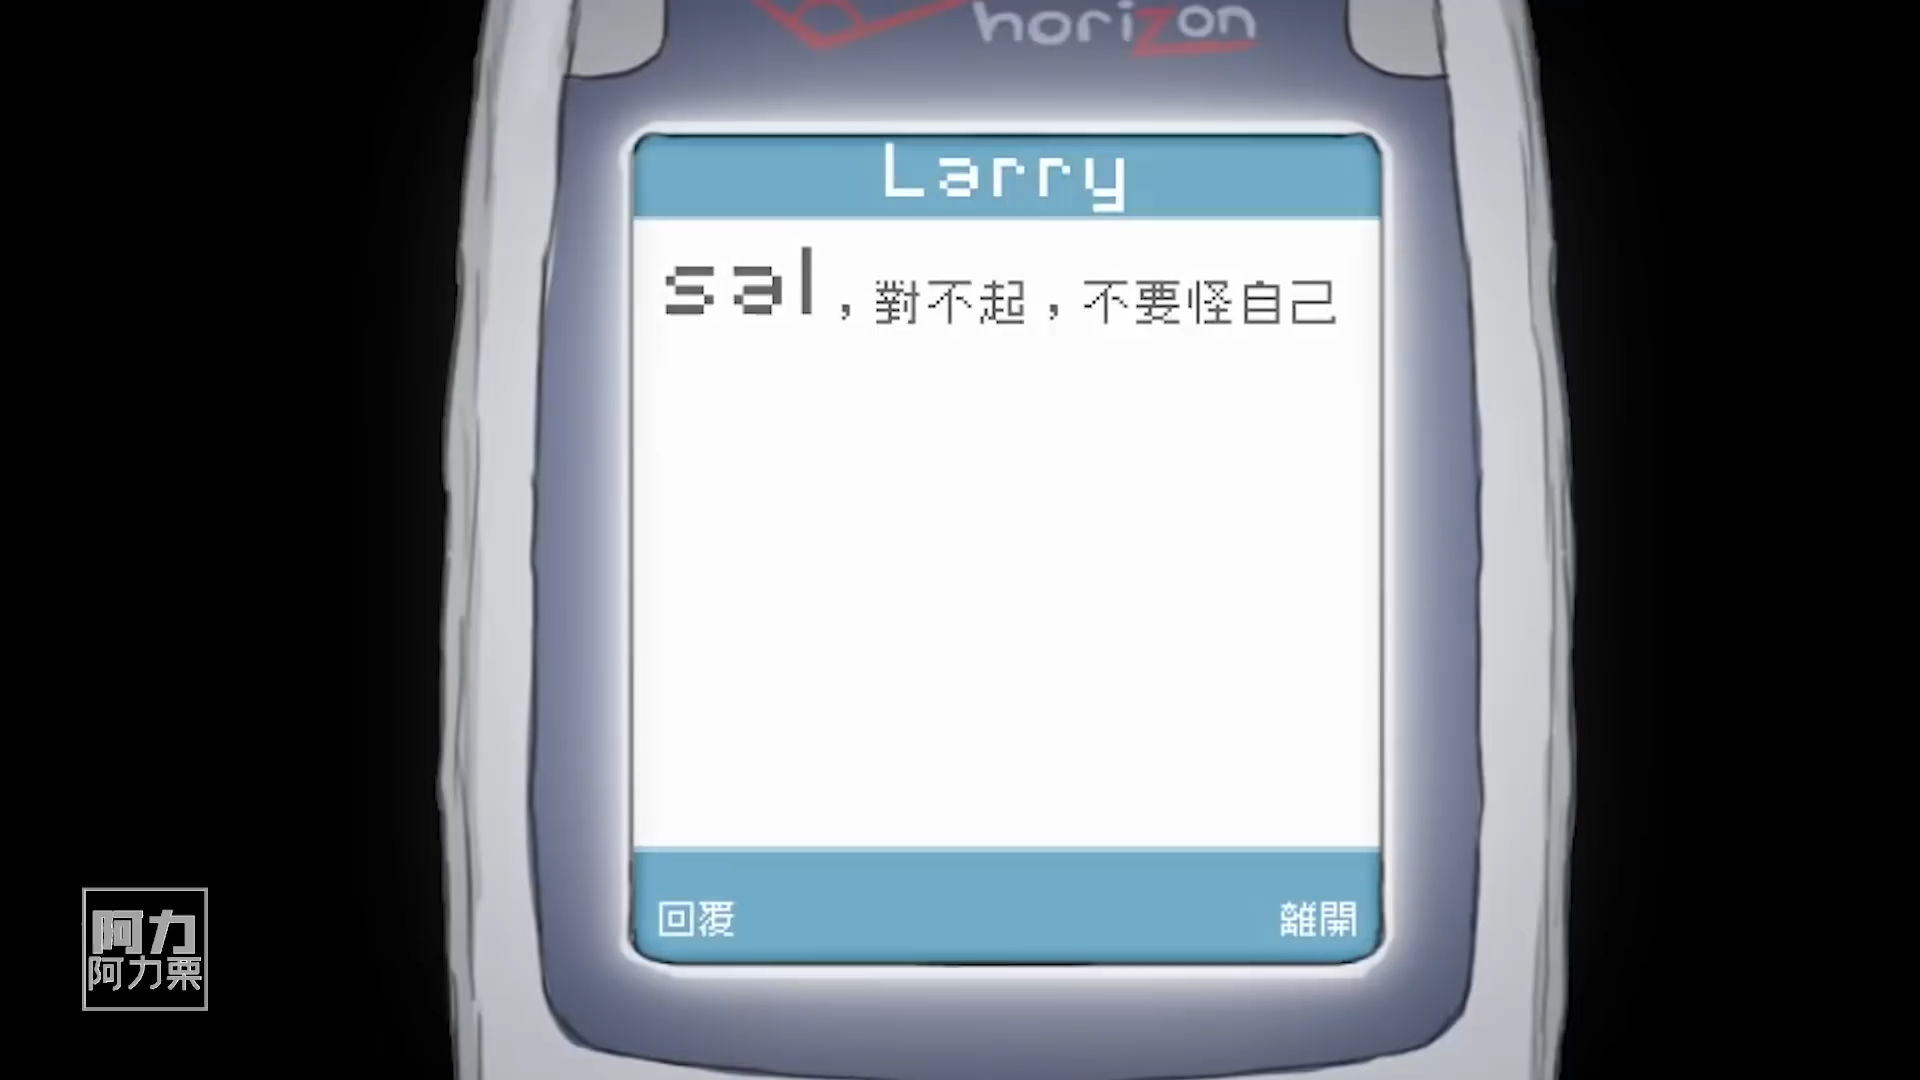 horizon
Larry
sal，對不起，不要怪自己
回覆
離開
阿力
阿力栗